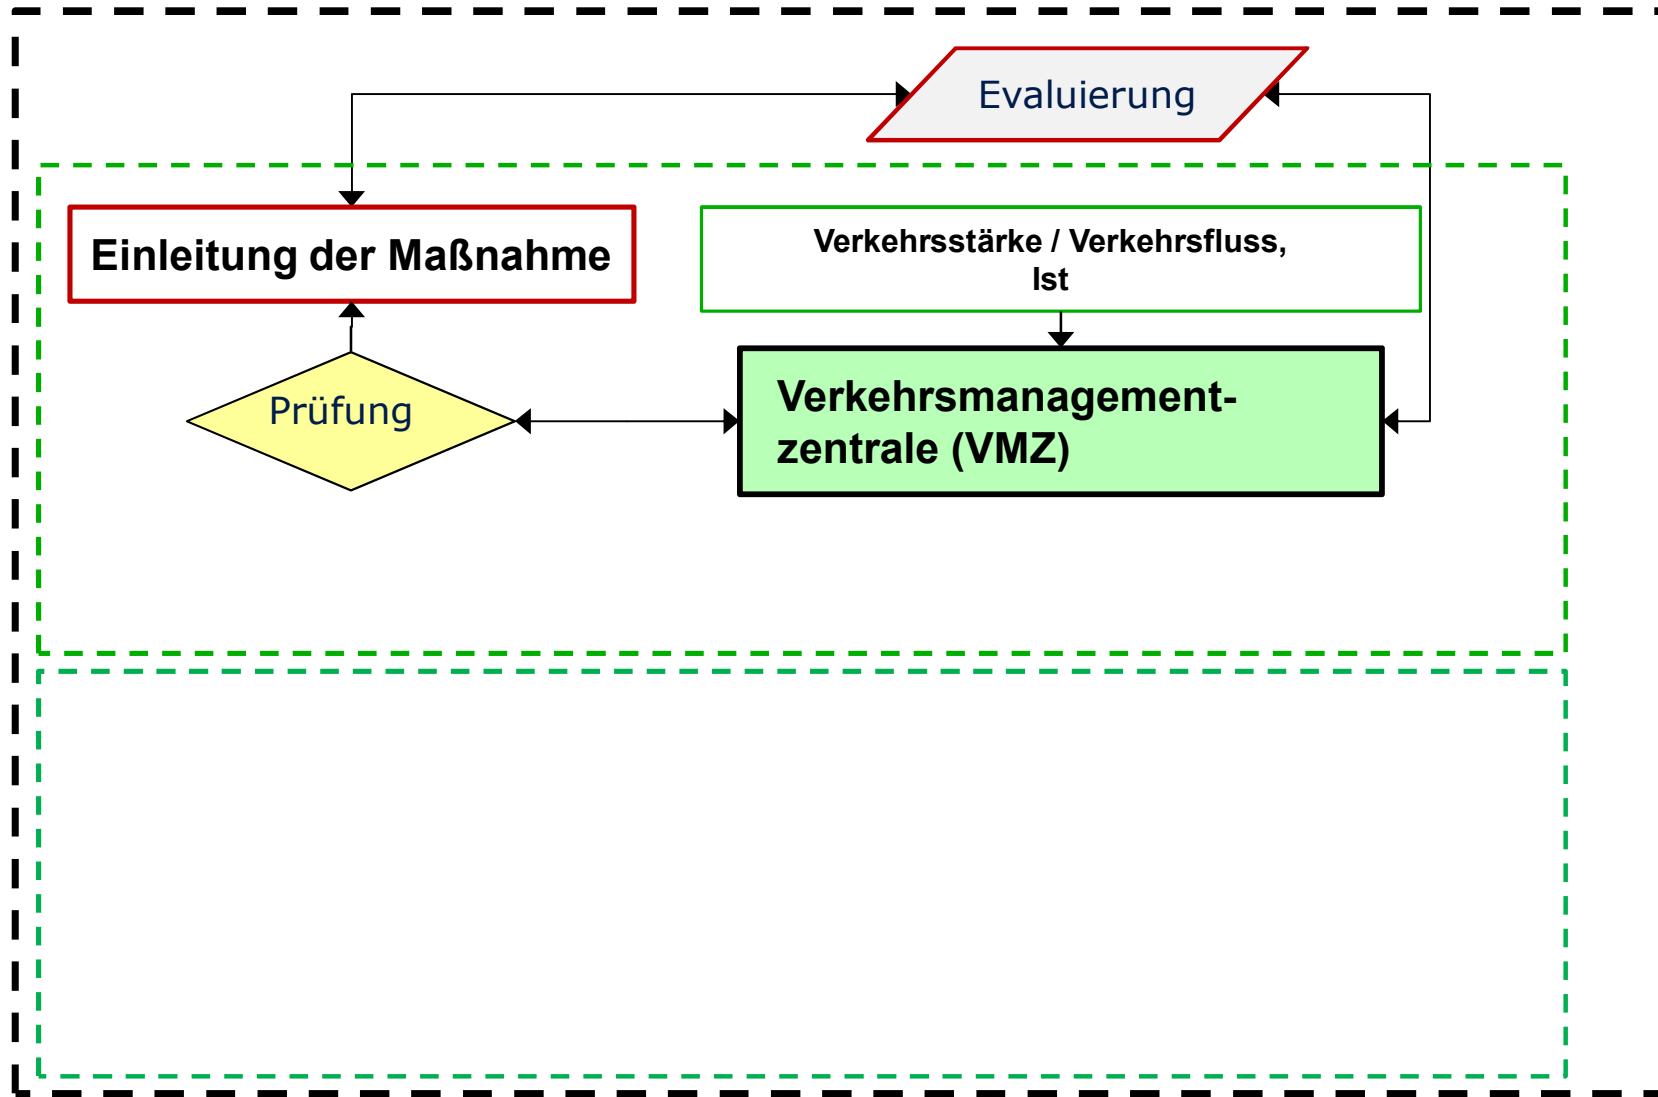 Evaluierung
Einleitung der Maßnahme
Verkehrsstärke / Verkehrsfluss,
Ist
Prüfung
Verkehrsmanagement-
zentrale (VMZ)